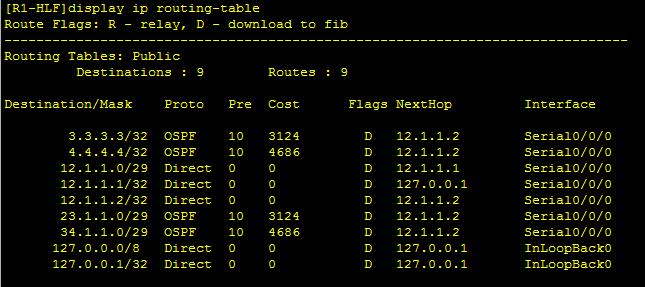 [R1-HLF]display ip routing-table
Route Flags: R - relay, D - download to fib
------------------------------------------------------------------------------
Routing Tables: Public
         Destinations : 9        Routes : 9
Destination/Mask    Proto  Pre  Cost      Flags NextHop         Interface
        3.3.3.3/32  OSPF   10   3124        D   12.1.1.2        Serial0/0/0
        4.4.4.4/32  OSPF   10   4686        D   12.1.1.2        Serial0/0/0
       12.1.1.0/29  Direct 0    0           D   12.1.1.1        Serial0/0/0
       12.1.1.1/32  Direct 0    0           D   127.0.0.1       Serial0/0/0
       12.1.1.2/32  Direct 0    0           D   12.1.1.2        Serial0/0/0
       23.1.1.0/29  OSPF   10   3124        D   12.1.1.2        Serial0/0/0
       34.1.1.0/29  OSPF   10   4686        D   12.1.1.2        Serial0/0/0
      127.0.0.0/8   Direct 0    0           D   127.0.0.1       InLoopBack0
      127.0.0.1/32  Direct 0    0           D   127.0.0.1       InLoopBack0